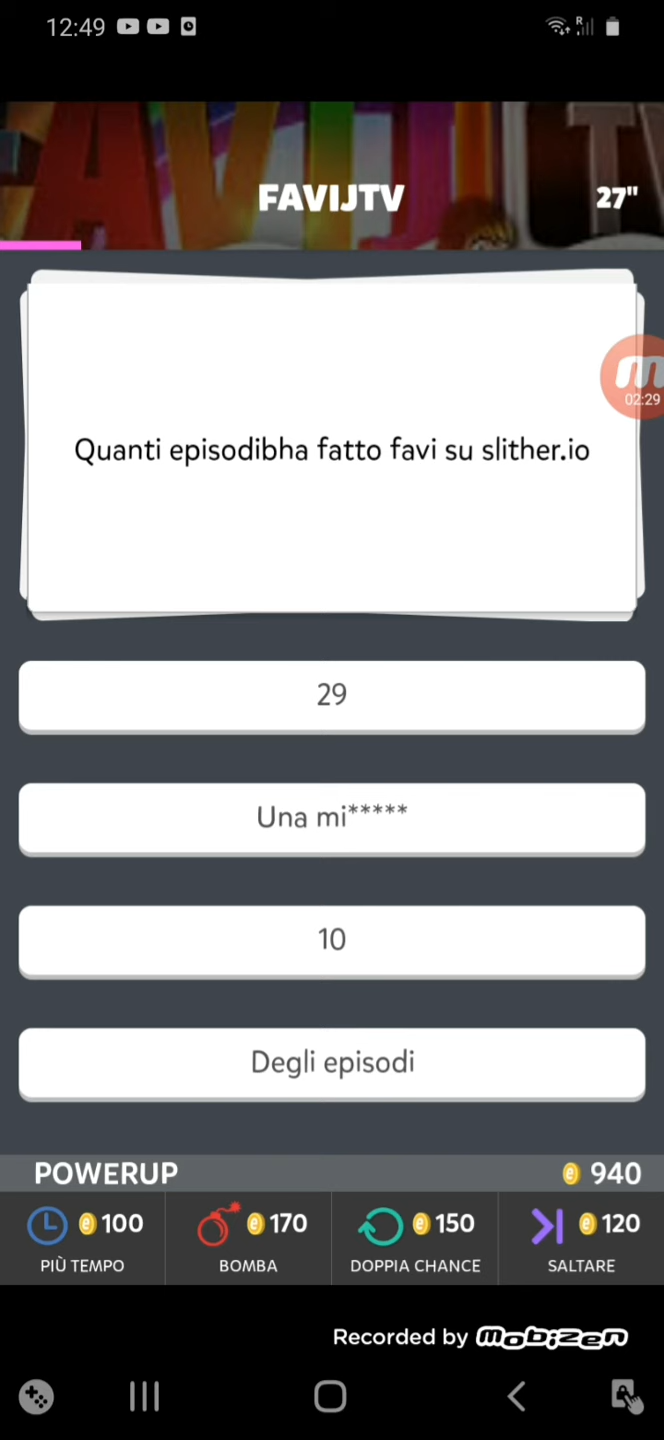 12:49
R
FAVIJTV
27"
02:29
Quanti episodibha fatto favi su slither.io
29
Una mi*****
10
Degli episodi
POWERUP
940
100
170
150
120
PIÙ TEMPO
BOMBA
DOPPIA CHANCE
SALTARE
Recorded by Mobizen